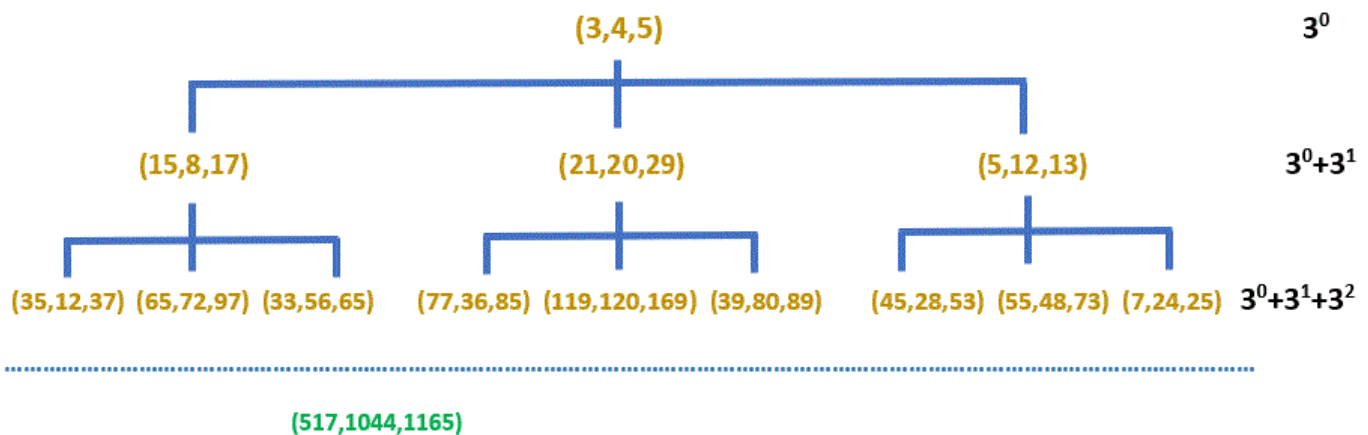 (3,4,5) 3⁰
(15,8,17) (21,20,29) (5,12,13) 3⁰+3¹
(35,12,37) (65,72,97) (33,56,65) (77,36,85) (119,120,169) (39,80,89) (45,28,53) (55,48,73) (7,24,25) 3⁰+3¹+3²
(517,1044,1165)